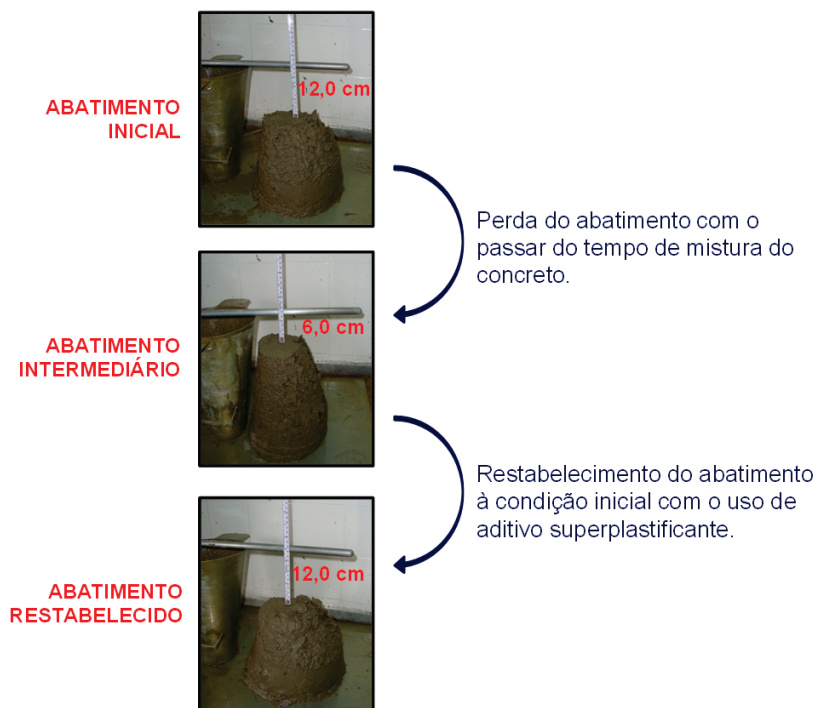 12,0 cm
ABATIMENTO
INICIAL
Perda do abatimento com o
passar do tempo de mistura do
concreto.
6,0 cm
ABATIMENTO
INTERMEDIÁRIO
Restabelecimento do abatimento
à condição inicial com o uso de
aditivo superplastificante.
12,0 cm
ABATIMENTO
RESTABELECIDO